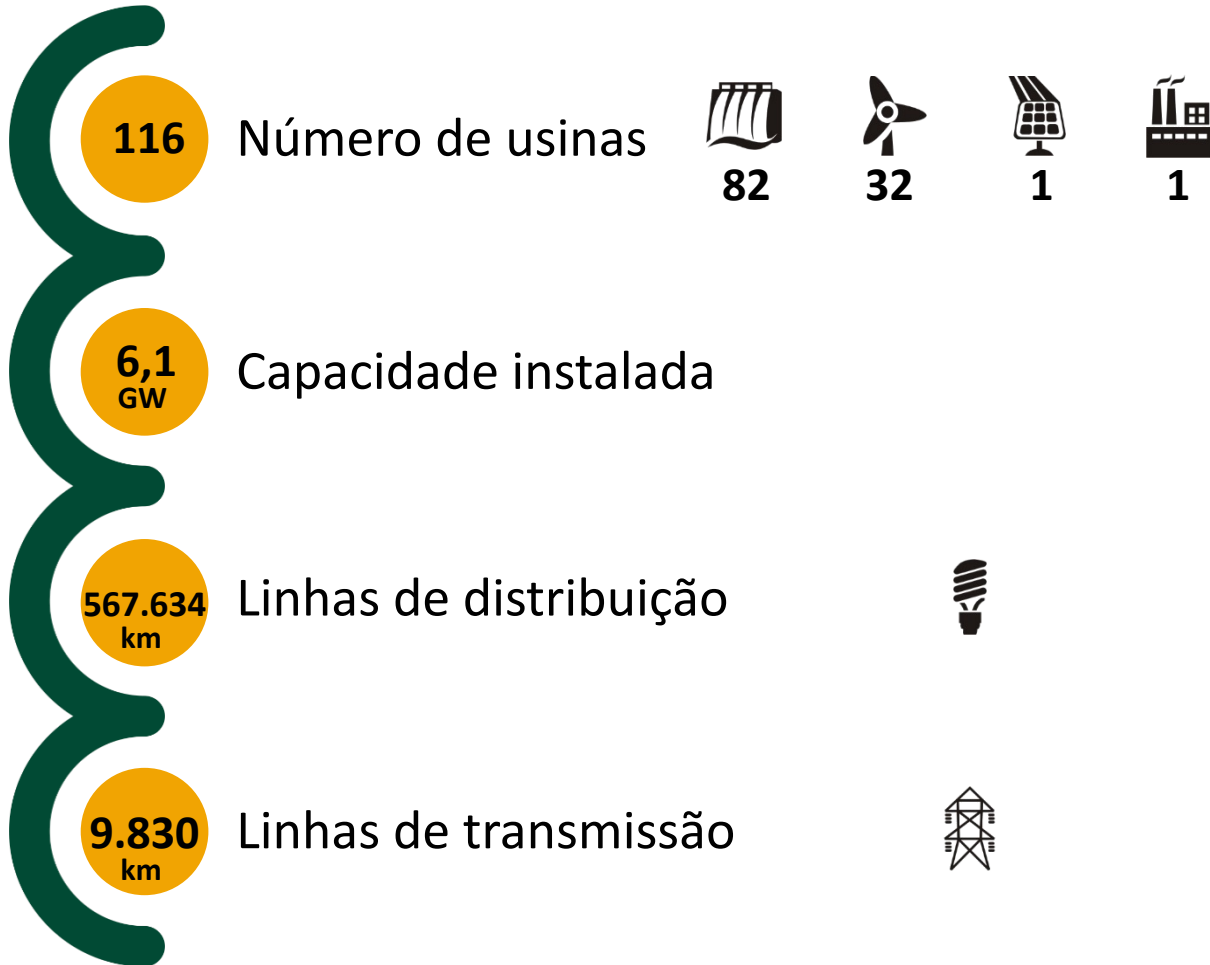 116
Número de usinas
82 32 1 1
6,1
GW
Capacidade instalada
567.634
km
Linhas de distribuição
9.830
km
Linhas de transmissão